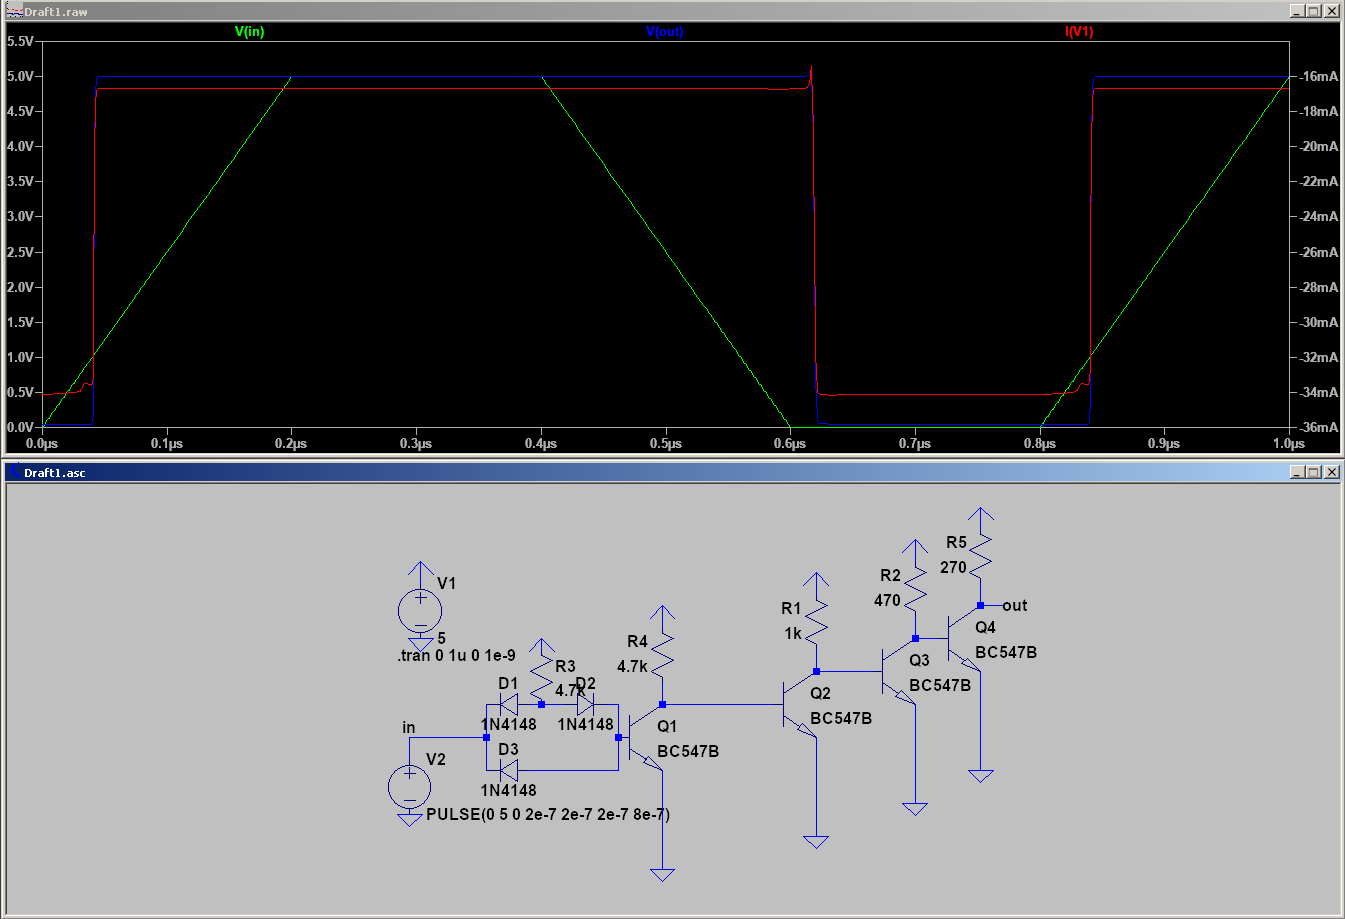 Draft1.raw
V(in) V(out) I(V1)
5.5V
5.0V -16mA
4.5V -18mA
4.0V -20mA
3.5V -22mA
3.0V -24mA
2.5V -26mA
2.0V -28mA
1.5V -30mA
1.0V -32mA
0.5V -34mA
0.0V -36mA
0.0µs 0.1µs 0.2µs 0.3µs 0.4µs 0.5µs 0.6µs 0.7µs 0.8µs 0.9µs 1.0µs
Draft1.asc
V1
5
.tran 0 1u 0 1e-9
R5
270
out
Q4
BC547B
R2
470
Q3
BC547B
R1
1k
Q2
BC547B
R4
4.7k
Q1
BC547B
R3
4.7k
D1
1N4148
D2
1N4148
D3
1N4148
in
V2
PULSE(0 5 0 2e-7 2e-7 2e-7 8e-7)